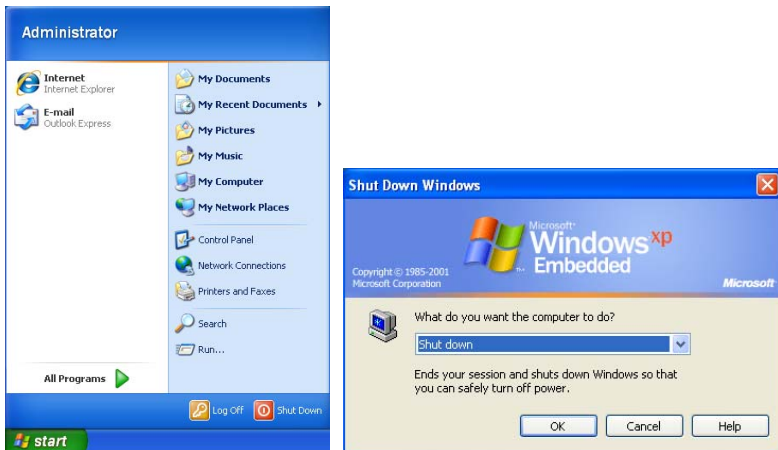 Administrator
Internet
Internet Explorer
E-mail
Outlook Express
All Programs
My Documents
My Recent Documents
My Pictures
My Music
My Computer
My Network Places
Control Panel
Network Connections
Printers and Faxes
Search
Run...
Log Off
Shut Down
start
Shut Down Windows
Microsoft®
Windows xp
Embedded
Copyright © 1985-2001
Microsoft Corporation
Microsoft
What do you want the computer to do?
Shut down
Ends your session and shuts down Windows so that
you can safely turn off power.
OK
Cancel
Help